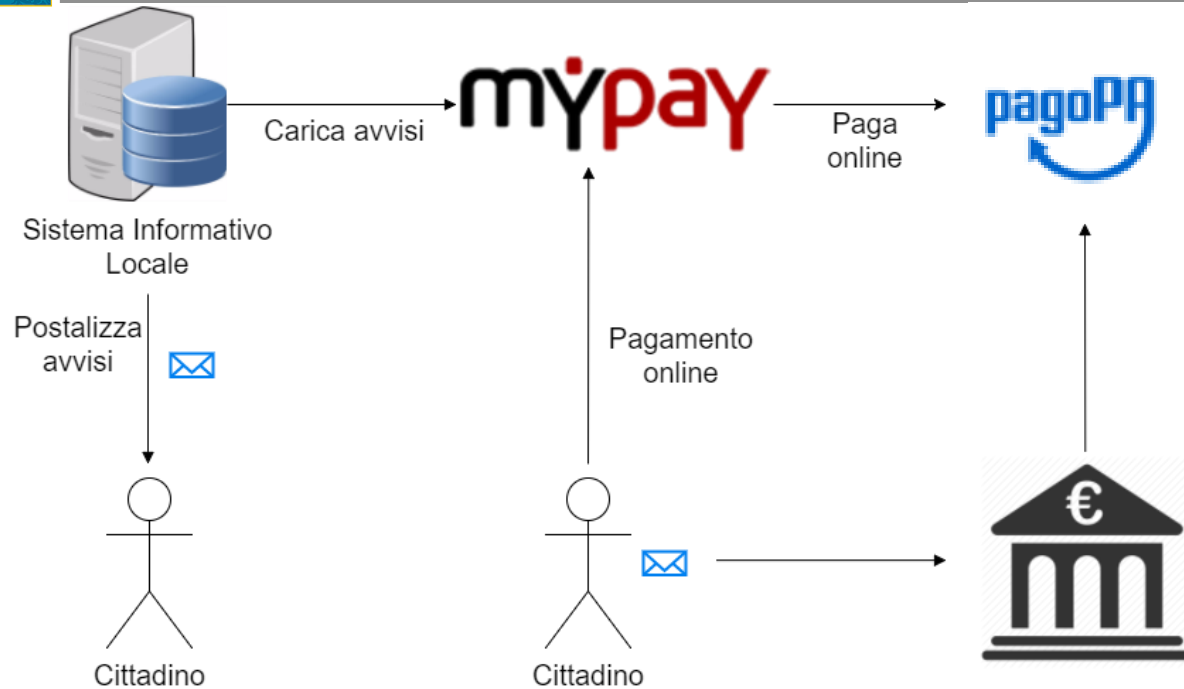 mypay
pagoPA
Carica avvisi
Paga
online
Sistema Informativo
Locale
Postalizza
avvisi
Pagamento
online
€
Cittadino
Cittadino